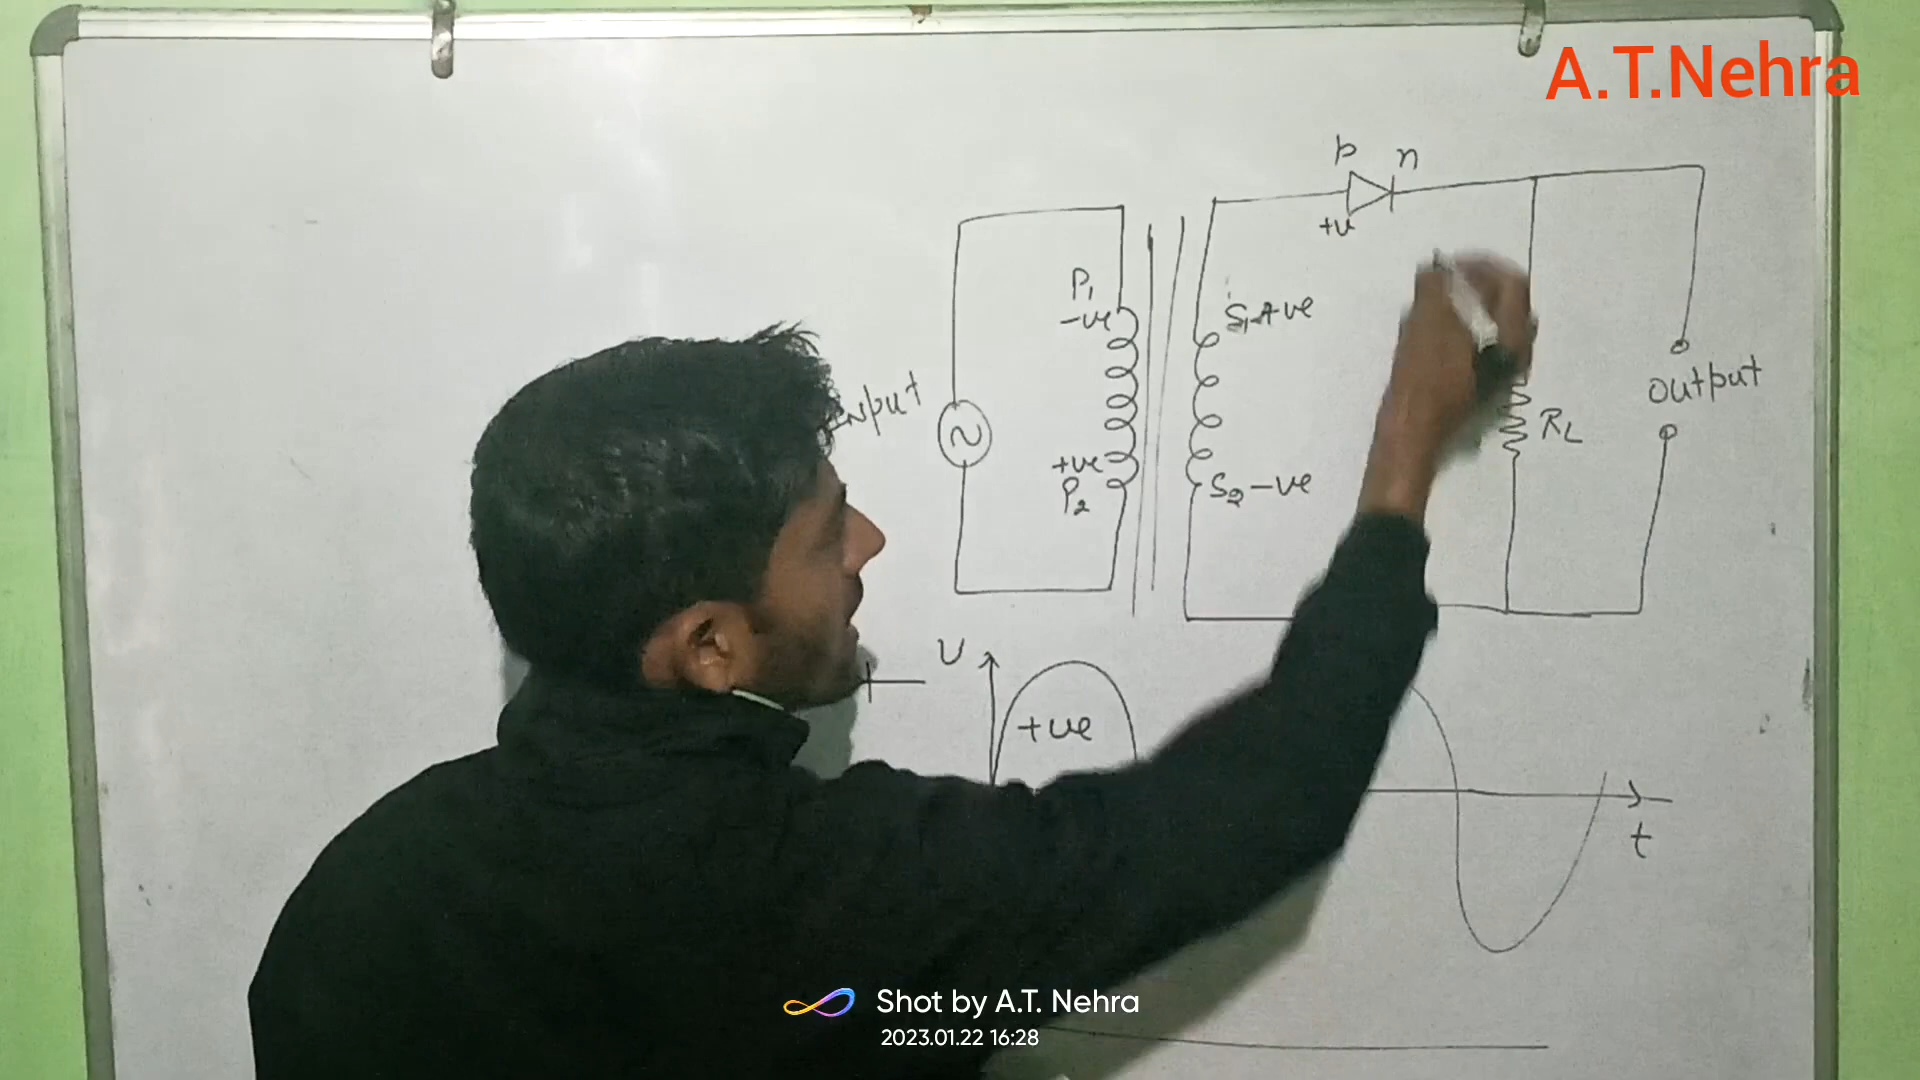 A.T.Nehra
p n
+v
P1
-ve
S1+ve
Input
output
RL
+ve
P2
S2-ve
V
+ve
t
Shot by A.T. Nehra
2023.01.22 16:28